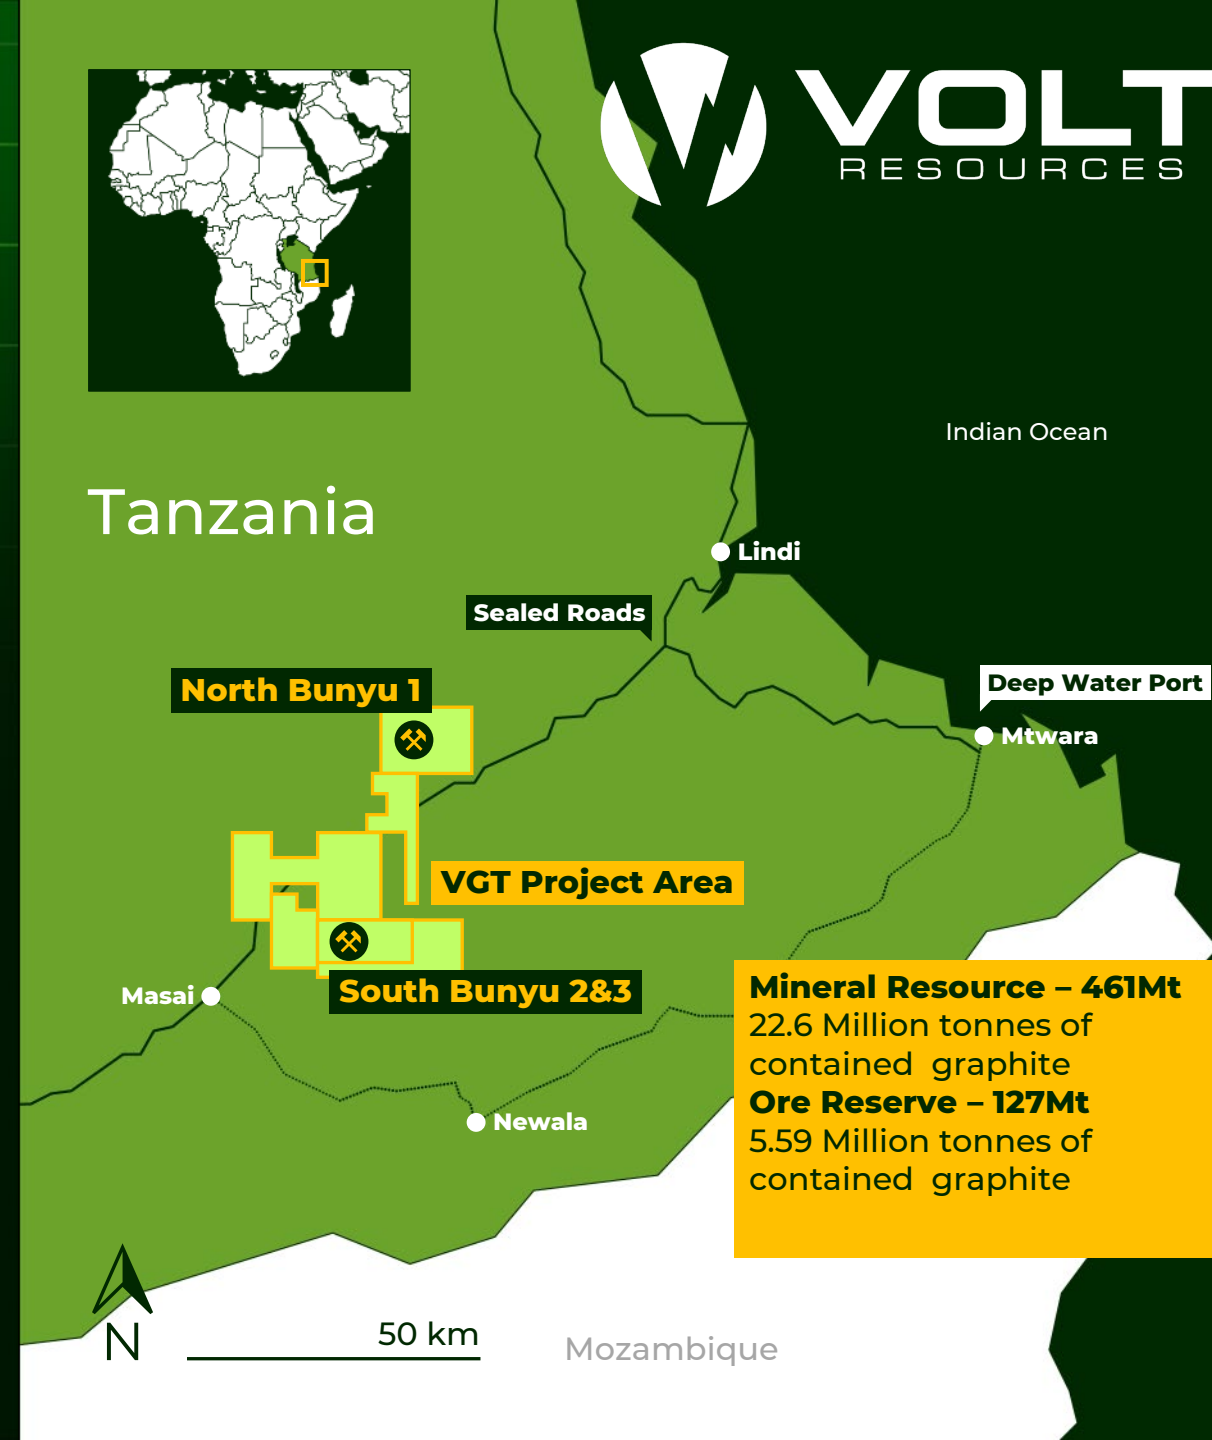 VOLT
RESOURCES
Indian Ocean
Tanzania
Lindi
Sealed Roads
North Bunyu 1
Deep Water Port
Mtwara
VGT Project Area
Masai
South Bunyu 2&3
Mineral Resource – 461Mt
22.6 Million tonnes of
contained  graphite
Ore Reserve – 127Mt
5.59 Million tonnes of
contained  graphite
Newala
N
50 km
Mozambique